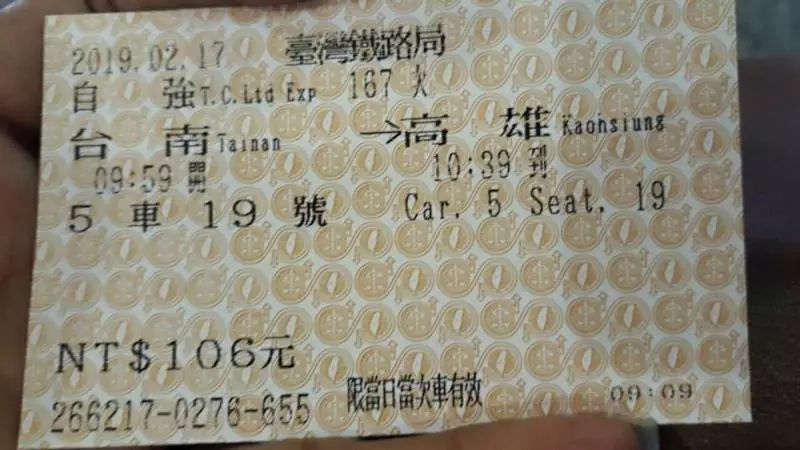 2019.02.17 臺灣鐵路局
自強 T.C.Ltd Exp 167 次
台南 Tainan →高雄 Kaohsiung
09:59 開 10:39 到
5 車 19 號 Car. 5 Seat. 19
NT$106元
266217-0276-655 限當日當次車有效 09:09